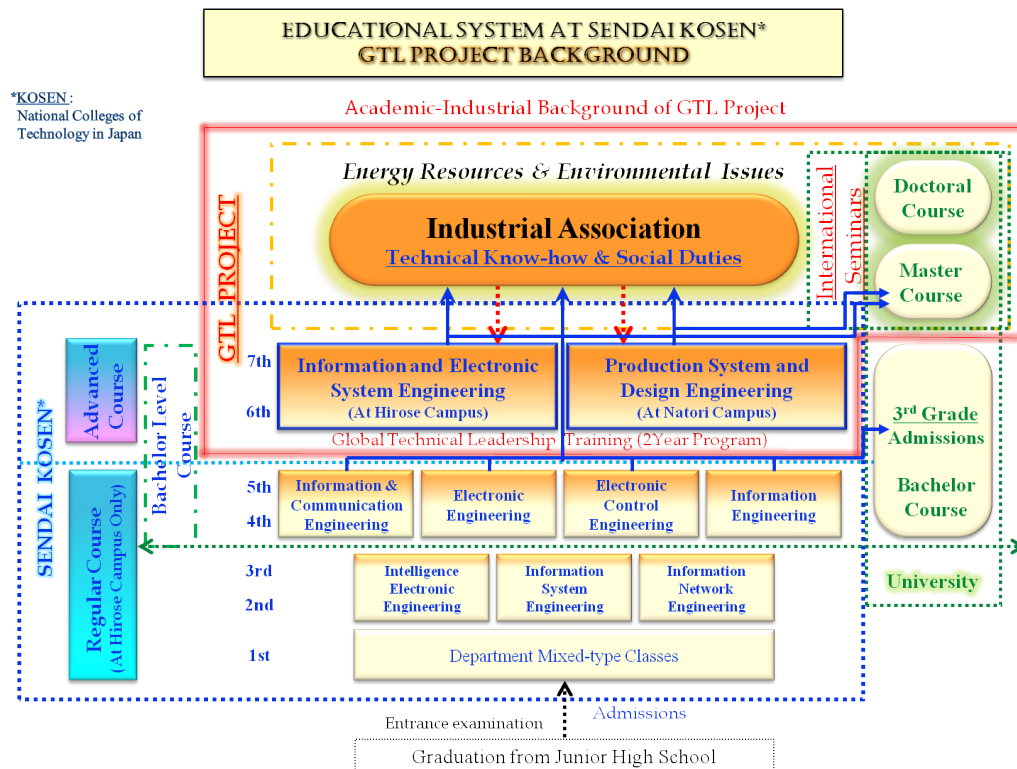 EDUCATIONAL SYSTEM AT SENDAI KOSEN*
GTL PROJECT BACKGROUND
*KOSEN :
National Colleges of
Technology in Japan
Academic-Industrial Background of GTL Project
Energy Resources & Environmental Issues
Industrial Association
Technical Know-how & Social Duties
GTL PROJECT
International
Seminars
Doctoral
Course
Master
Course
SENDAI KOSEN*
Advanced
Course
Bachelor Level
Course
7th
6th
Information and Electronic
System Engineering
(At Hirose Campus)
Production System and
Design Engineering
(At Natori Campus)
Global Technical Leadership Training (2Year Program)
3rd Grade
Admissions
Bachelor
Course
Regular Course
(At Hirose Campus Only)
5th
4th
Information &
Communication
Engineering
Electronic
Engineering
Electronic
Control
Engineering
Information
Engineering
3rd
2nd
Intelligence
Electronic
Engineering
Information
System
Engineering
Information
Network
Engineering
University
1st
Department Mixed-type Classes
Entrance examination
Admissions
Graduation from Junior High School